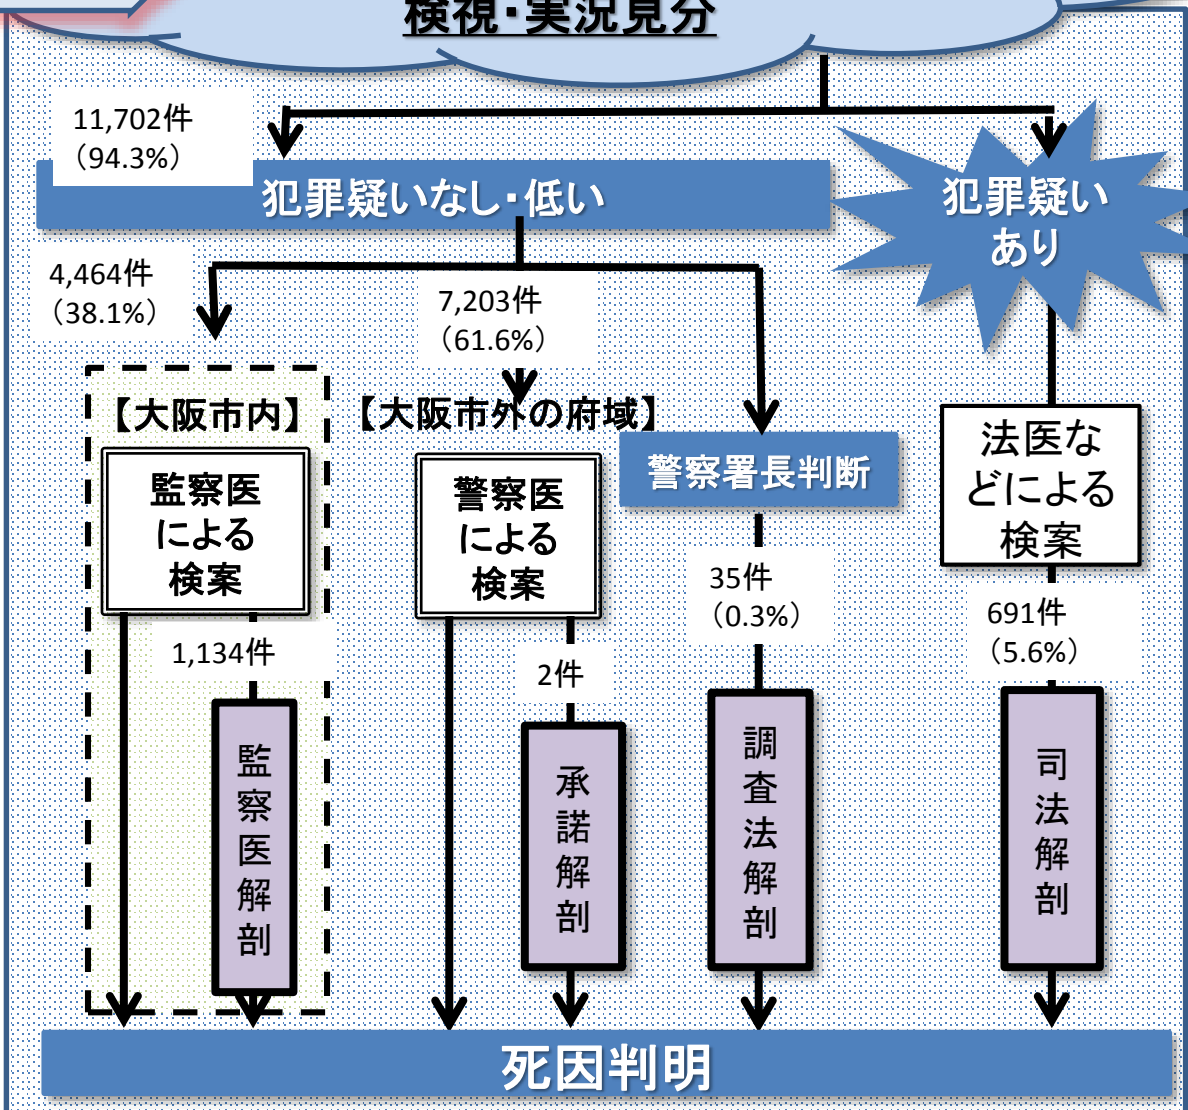 検視・実況見分
11,702件
（94.3%）
犯罪疑いなし・低い
犯罪疑い
あり
4,464件
（38.1%）
7,203件
（61.6%）
【大阪市内】
【大阪市外の府域】
監察医
による
検案
警察医
による
検案
警察署長判断
法医な
どによる
検案
1,134件
2件
35件
（0.3%）
691件
（5.6%）
監察医解剖
承諾解剖
調査法解剖
司法解剖
死因判明